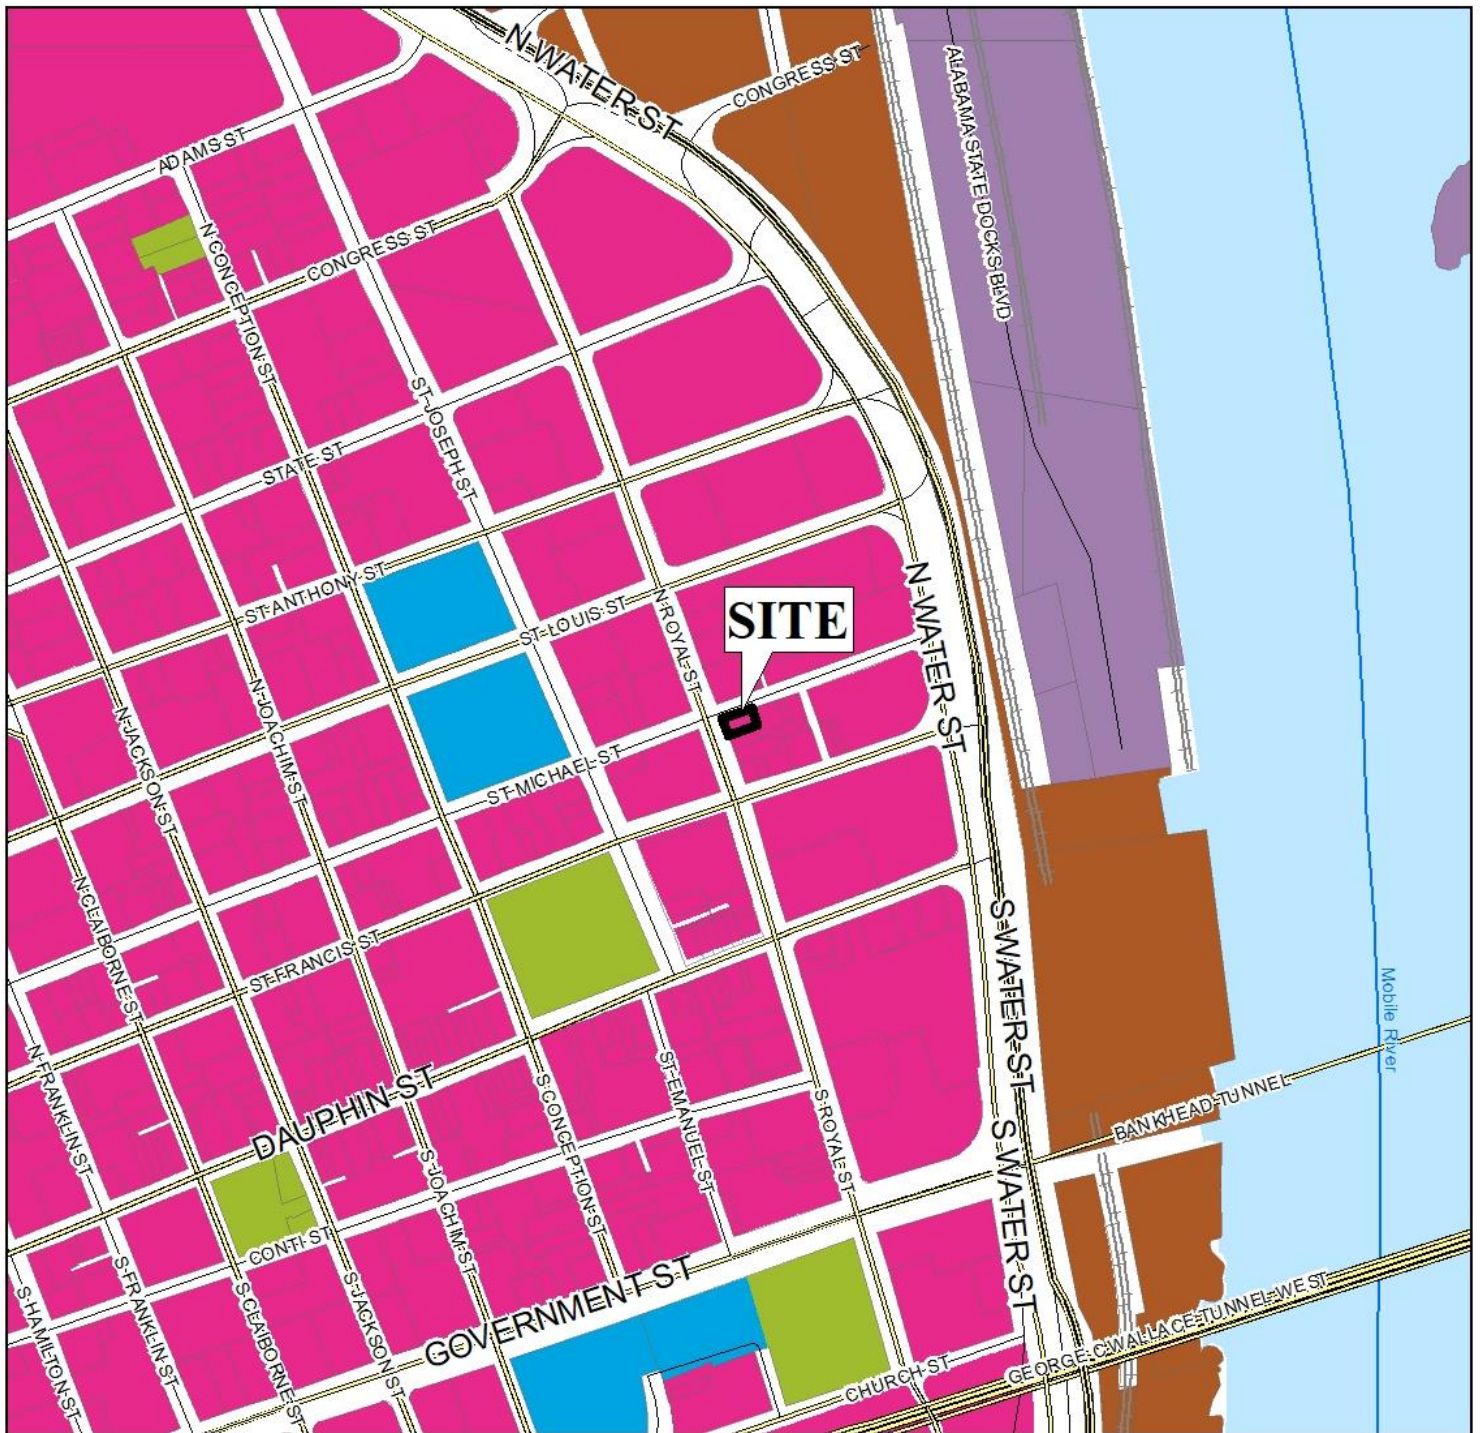 N WATER ST
CONGRESS ST
ALABAMA STATE DOCKS BLVD
ADAMS ST
N CONCEPTION ST
CONGRESS ST
ST JOSEPH ST
STATE ST
ST ANTHONY ST
ST LOUIS ST
N ROYAL ST
SITE
N WATER ST
N JACKSON ST
N JOACHIM ST
ST MICHAEL ST
N CLAIBORNE ST
ST FRANCIS ST
S WATER ST
Mobile River
N FRANKLIN ST
DAUPHIN ST
S CONCEPTION ST
ST EMANUEL ST
S ROYAL ST
BANKHEAD TUNNEL
S WATER ST
S JOACHIM ST
CONTI ST
S HAMILTON ST
S FRANKLIN ST
S CLAIBORNE ST
S JACKSON ST
GOVERNMENT ST
CHURCH ST
GEORGE C WALLACE TUNNEL WEST